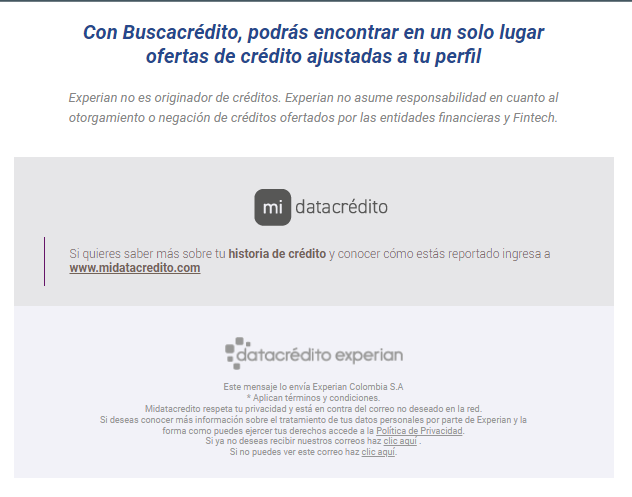 Con Buscacrédito, podrás encontrar en un solo lugar
ofertas de crédito ajustadas a tu perfil
Experian no es originador de créditos. Experian no asume responsabilidad en cuanto al
otorgamiento o negación de créditos ofertados por las entidades financieras y Fintech.
mi datacrédito
Si quieres saber más sobre tu historia de crédito y conocer cómo estás reportado ingresa a
www.midatacredito.com
datacrédito experian
Este mensaje lo envía Experian Colombia S.A
* Aplican términos y condiciones.
Midatacredito respeta tu privacidad y está en contra del correo no deseado en la red.
Si deseas conocer más información sobre el tratamiento de tus datos personales por parte de Experian y la
forma como puedes ejercer tus derechos accede a la Política de Privacidad.
Si ya no deseas recibir nuestros correos haz clic aquí .
Si no puedes ver este correo haz clic aquí.